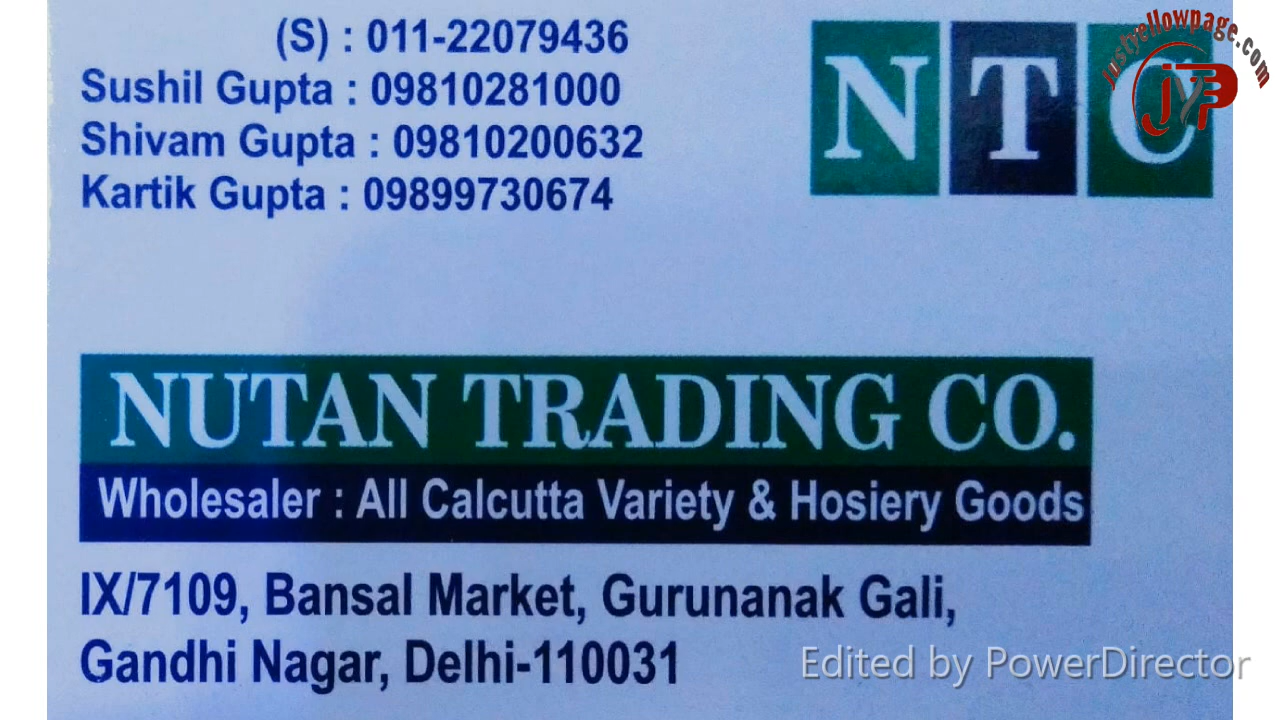 (S) : 011-22079436
Sushil Gupta : 09810281000
Shivam Gupta : 09810200632
Kartik Gupta : 09899730674
NTC
justyellowpage.com
JYP
NUTAN TRADING CO.
Wholesaler : All Calcutta Variety & Hosiery Goods
IX/7109, Bansal Market, Gurunanak Gali,
Gandhi Nagar, Delhi-110031
Edited by PowerDirector